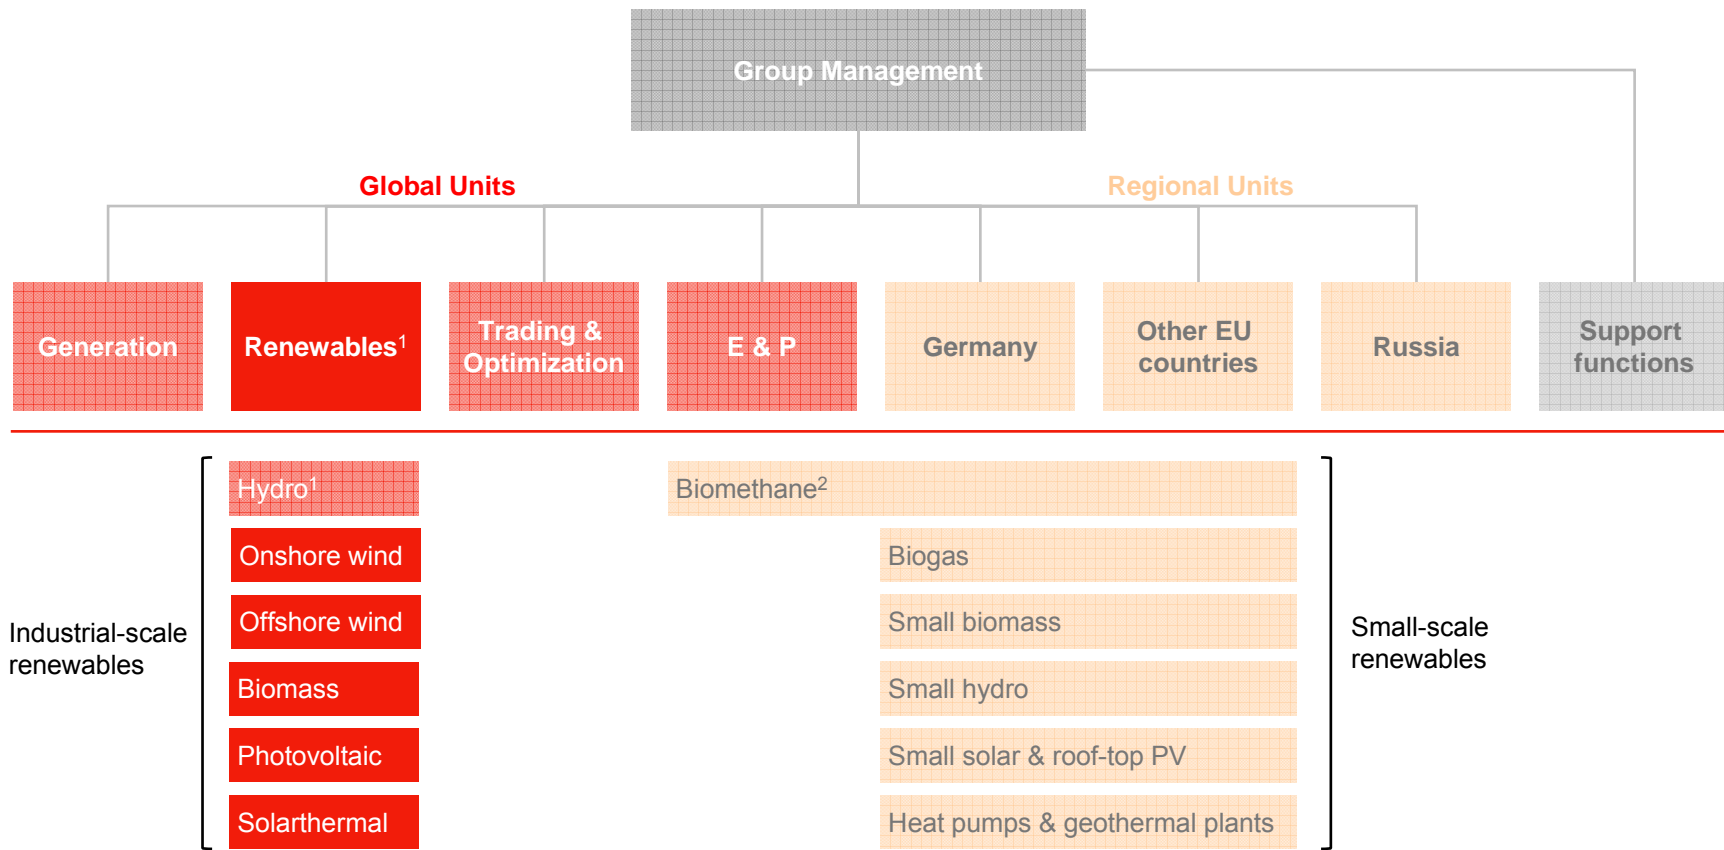 Group Management
Global Units
Regional Units
Generation
Renewables1
Trading &
Optimization
E & P
Germany
Other EU
countries
Russia
Support
functions
Industrial-scale
renewables
Hydro1
Onshore wind
Offshore wind
Biomass
Photovoltaic
Solarthermal
Biomethane2
Biogas
Small biomass
Small hydro
Small solar & roof-top PV
Heat pumps & geothermal plants
Small-scale
renewables